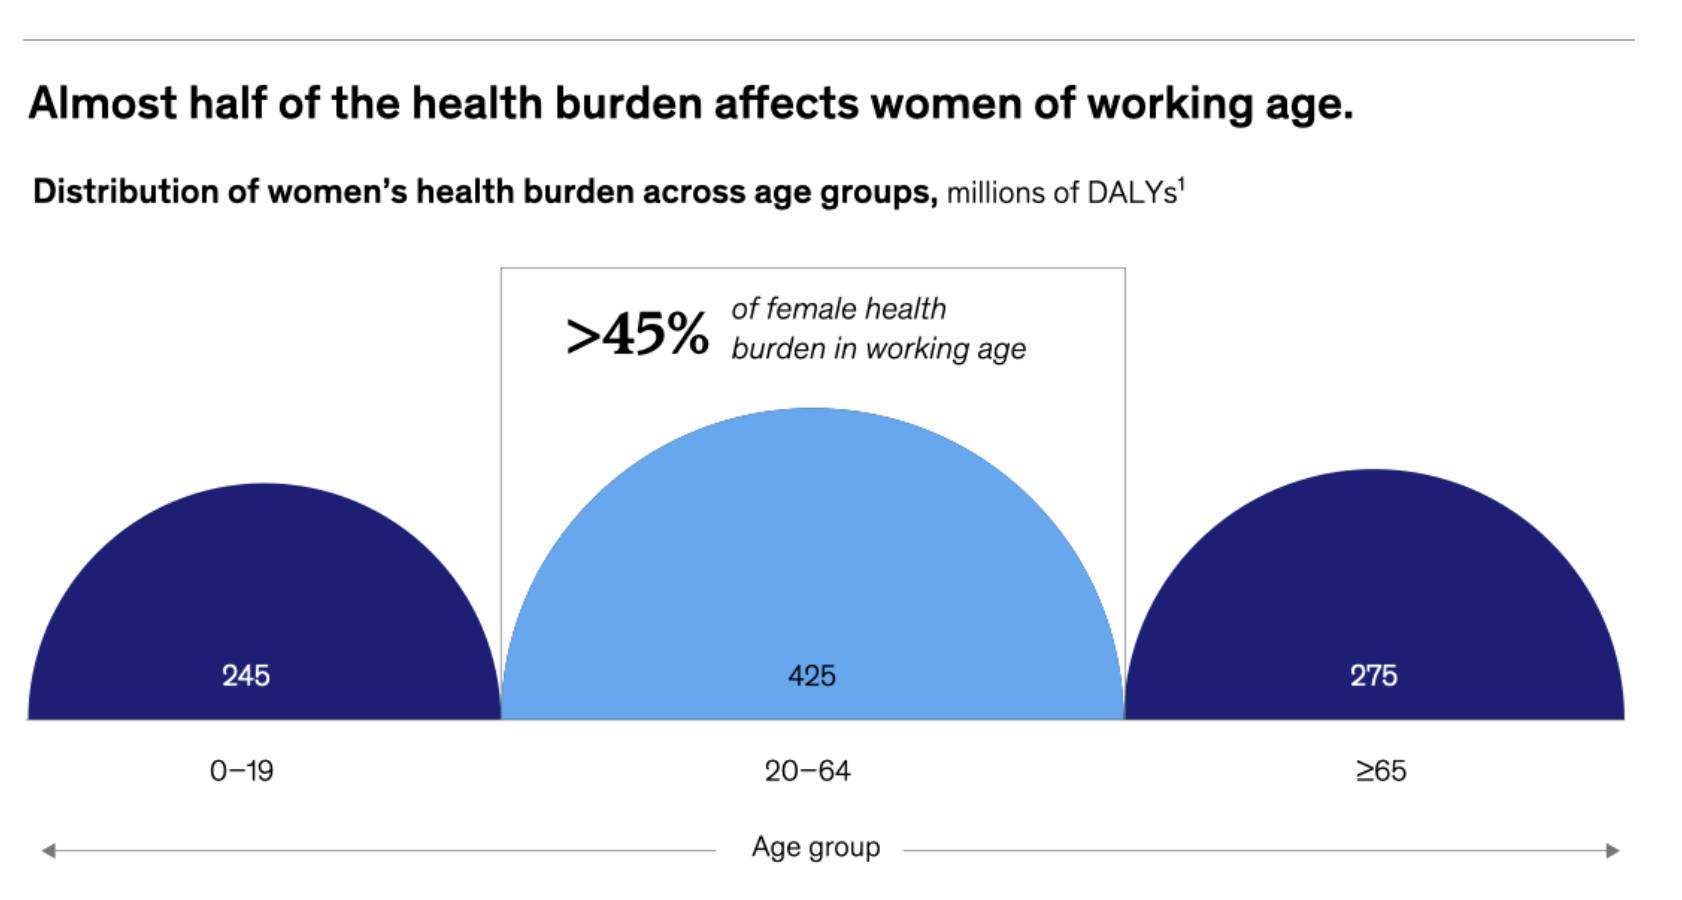 Almost half of the health burden affects women of working age.
Distribution of women’s health burden across age groups, millions of DALYs¹
>45% of female health
burden in working age
245 425 275
0–19 20–64 ≥65
Age group